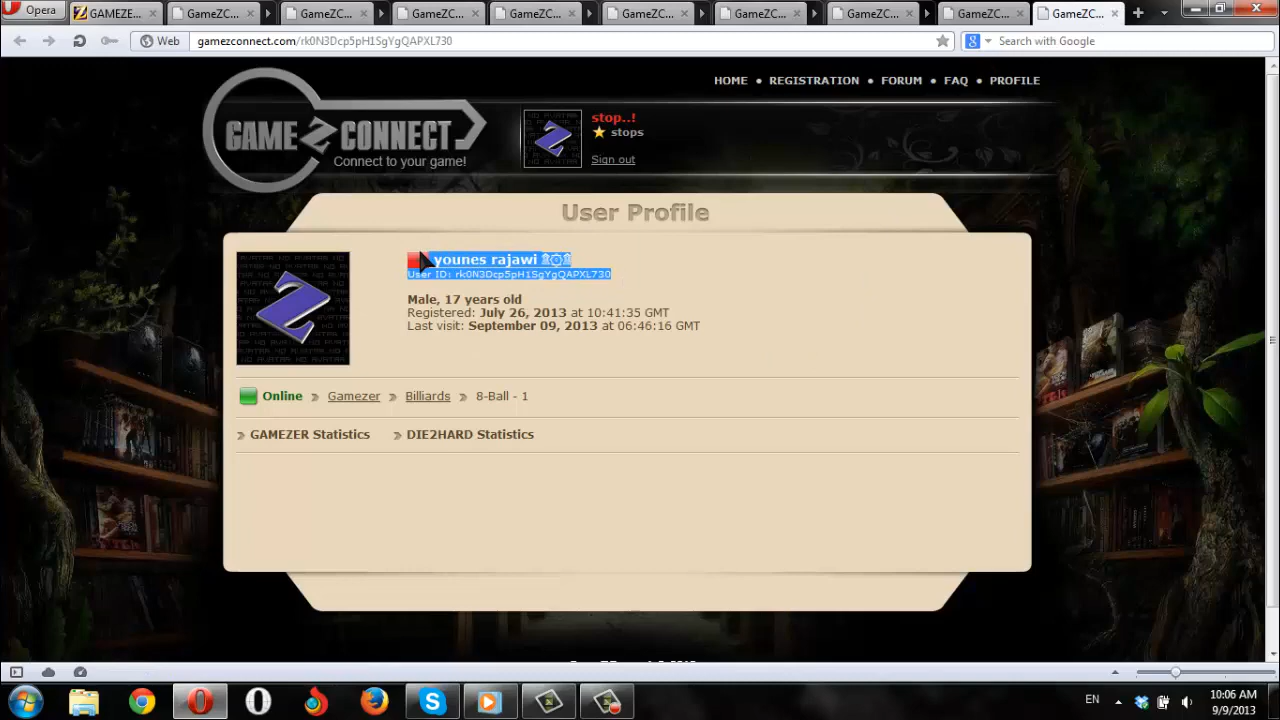 Opera
GAMEZE...
GameZC...
GameZC...
GameZC...
GameZC...
GameZC...
GameZC...
GameZC...
GameZC...
GameZC...
Web
gamezconnect.com/rk0N3Dcp5pH1SgYgQAPXL730
Search with Google
HOME • REGISTRATION • FORUM • FAQ • PROFILE
GAME Z CONNECT
Connect to your game!
stop..!
stops
Sign out
User Profile
younes rajawi ۩۞۩
User ID: rk0N3Dcp5pH1SgYgQAPXL730
Male, 17 years old
Registered: July 26, 2013 at 10:41:35 GMT
Last visit: September 09, 2013 at 06:46:16 GMT
Online » Gamezer » Billiards » 8-Ball - 1
» GAMEZER Statistics » DIE2HARD Statistics
EN
10:06 AM
9/9/2013